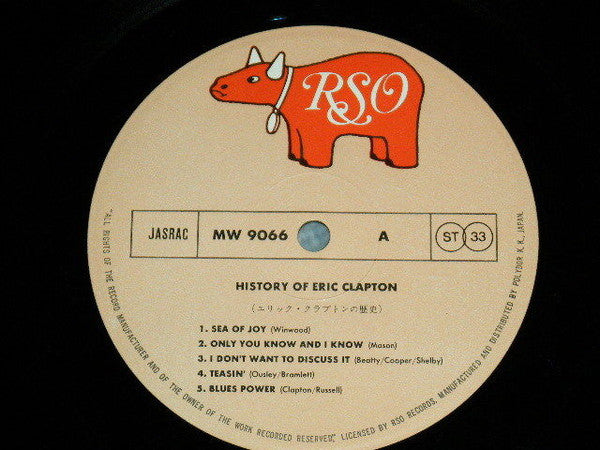 RSO
JASRAC MW 9066 A ST 33
HISTORY OF ERIC CLAPTON
(エリック・クラプトンの歴史)
1. SEA OF JOY (Winwood)
2. ONLY YOU KNOW AND I KNOW (Mason)
3. I DON'T WANT TO DISCUSS IT (Beatty/Cooper/Shelby)
4. TEASIN' (Ousley/Bramlett)
5. BLUES POWER (Clapton/Russell)
"ALL RIGHTS OF THE RECORD MANUFACTURER AND OF THE OWNER OF THE WORK RECORDED RESERVED," LICENSED BY RSO RECORDS, MANUFACTURED AND DISTRIBUTED BY POLYDOR K.K., JAPAN.